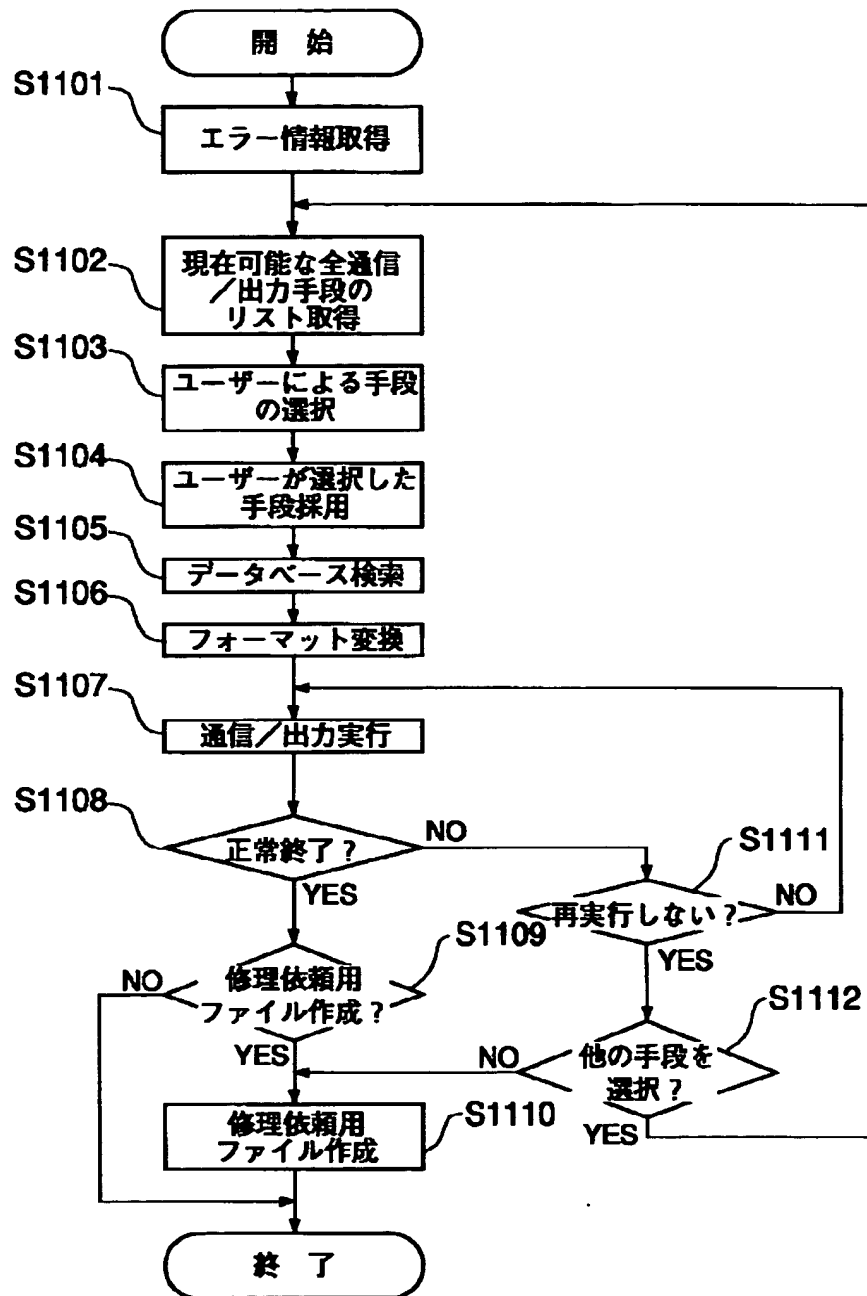 開 始
S1101
エラー情報取得
S1102
現在可能な全通信
／出力手段の
リスト取得
S1103
ユーザーによる手段
の選択
S1104
ユーザーが選択した
手段採用
S1105
データベース検索
S1106
フォーマット変換
S1107
通信／出力実行
S1108
正常終了？
NO
YES
S1111
再実行しない？
NO
YES
S1109
修理依頼用
ファイル作成？
NO
YES
S1112
他の手段を
選択？
NO
YES
S1110
修理依頼用
ファイル作成
終 了